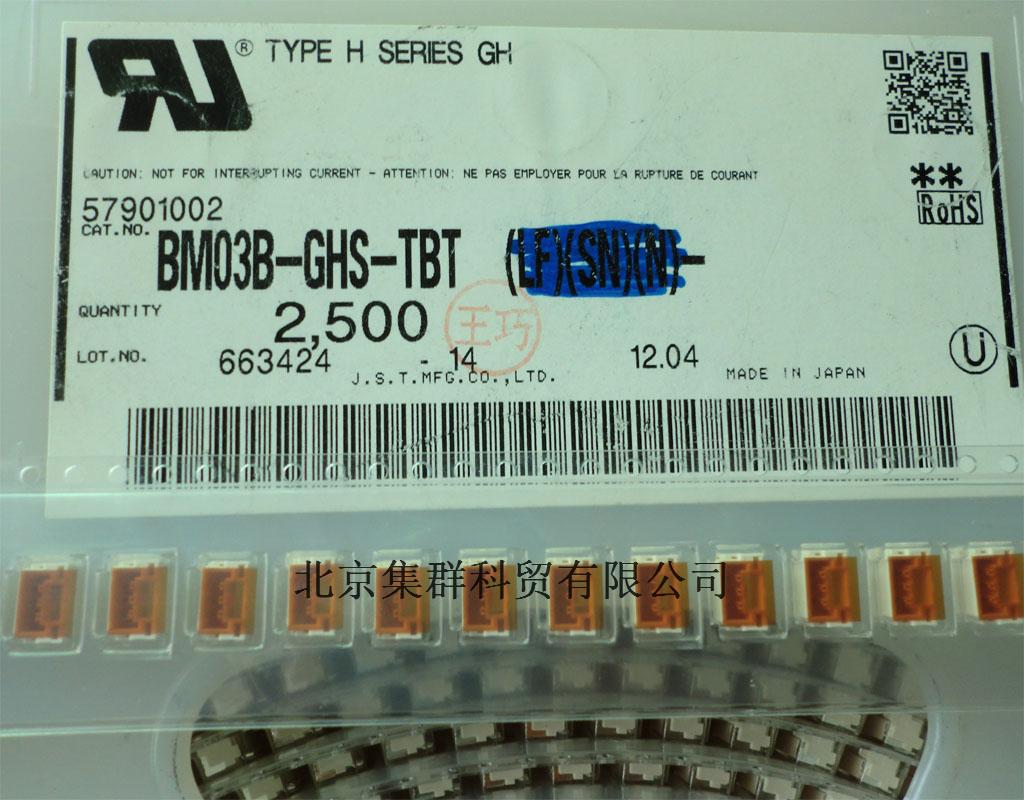 ® TYPE H SERIES GH
CAUTION: NOT FOR INTERRUPTING CURRENT - ATTENTION: NE PAS EMPLOYER POUR LA RUPTURE DE COURANT
**
RoHS
57901002
CAT.NO. BM03B-GHS-TBT (LF)(SN)(N)-
QUANTITY 2,500
王巧
LOT.NO. 663424 - 14 12.04
U
J.S.T.MFG.CO.,LTD. MADE IN JAPAN
北京集群科贸有限公司